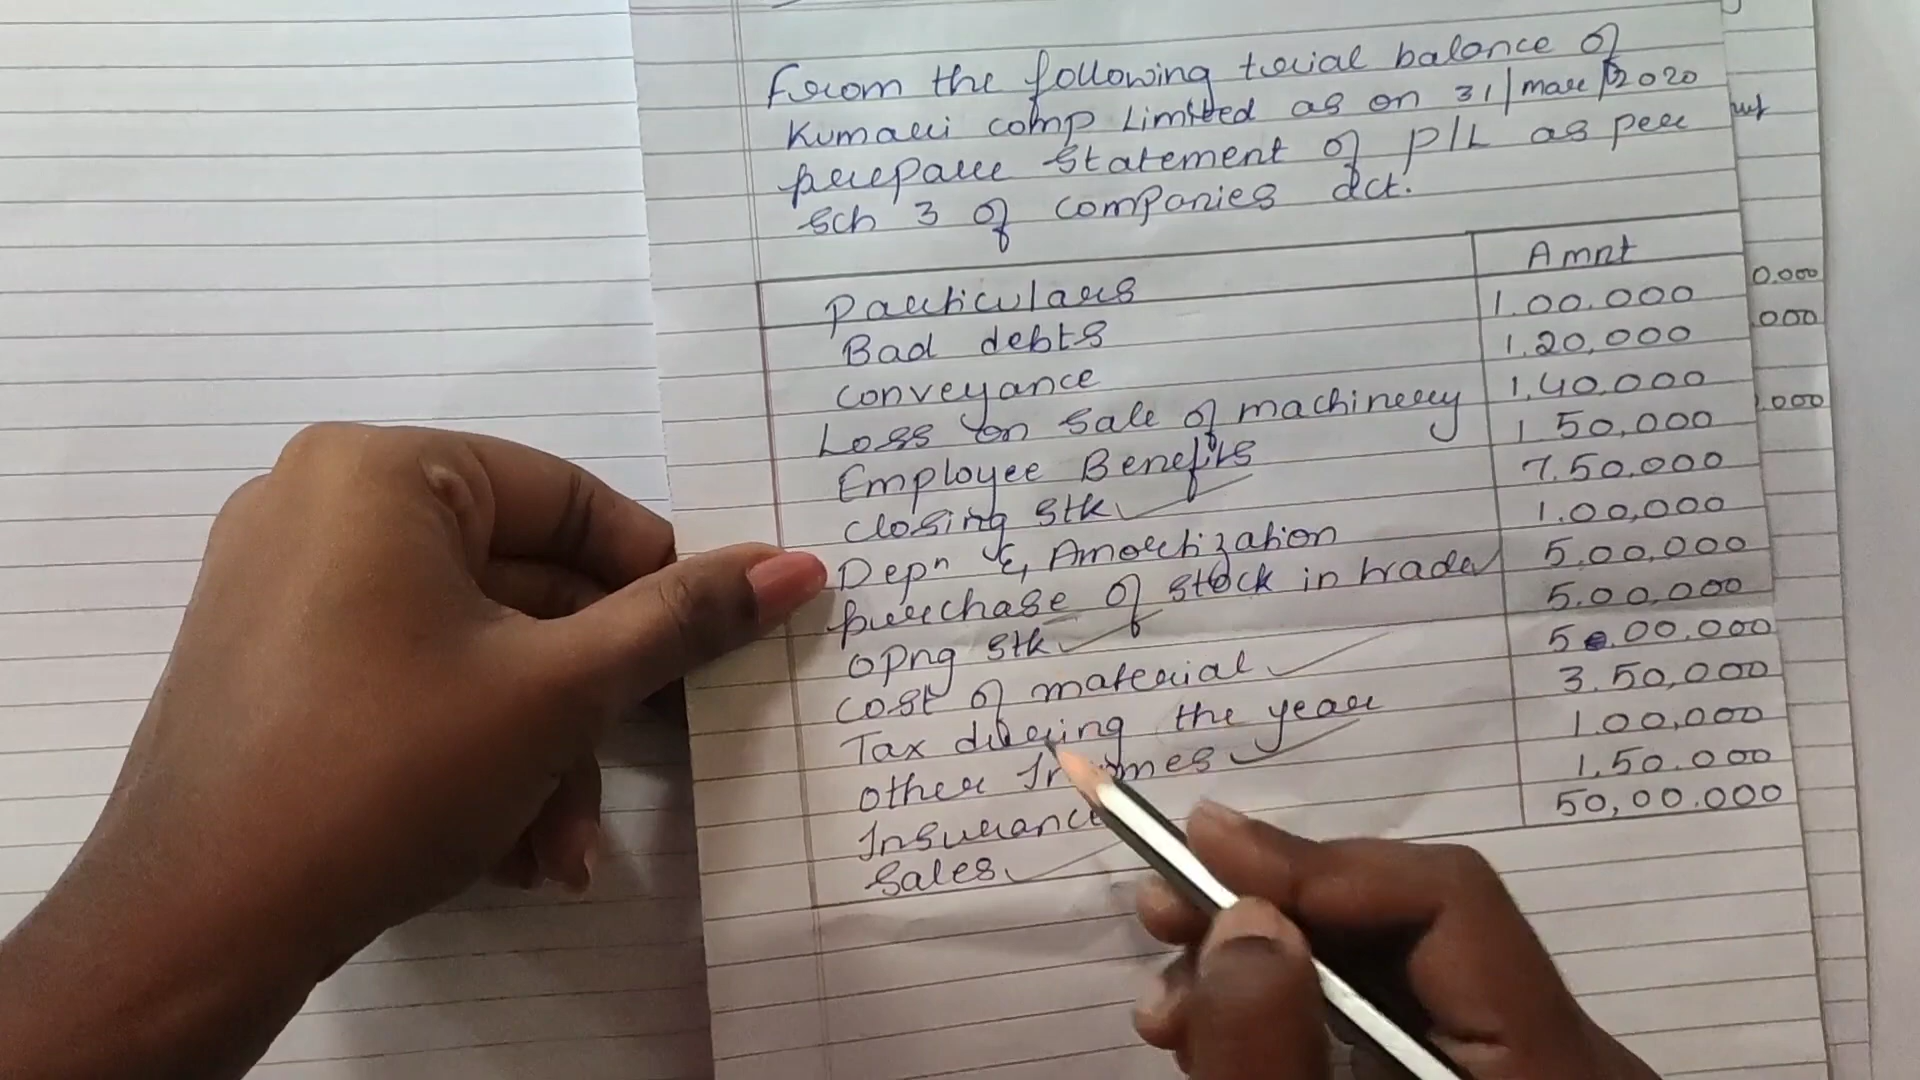 From the following trial balance of
Kumari comp Limited as on 31/mar/2020
prepare statement of P/L as per
Sch 3 of companies Act.
Particulars Amnt
Bad debts 1.00.000
conveyance 1.20,000
Loss on sale of machinery 1,40,000
Employee Benefits 1 50,000
closing stk 7.50,000
Depn & Amortization 1.00,000
purchase of stock in trade 5,00,000
opng stk 5.00,000
cost of material 5.00.000
Tax during the year 3.50,000
other 1.00,000
Insurance 1,50.000
Sales 50,00.000
0.000
.000
.000